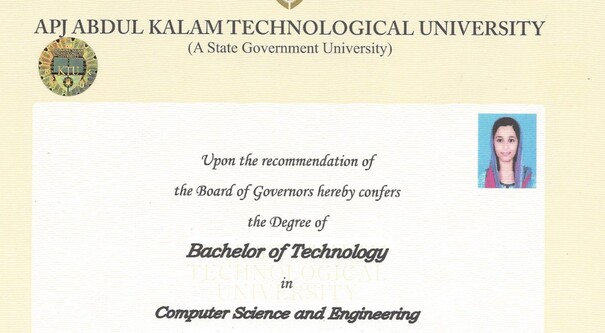 APJ ABDUL KALAM TECHNOLOGICAL UNIVERSITY
(A State Government University)
KTU
Upon the recommendation of
the Board of Governors hereby confers
the Degree of
Bachelor of Technology
TECHNOLOGICAL
in
UNIVERSITY
Computer Science and Engineering